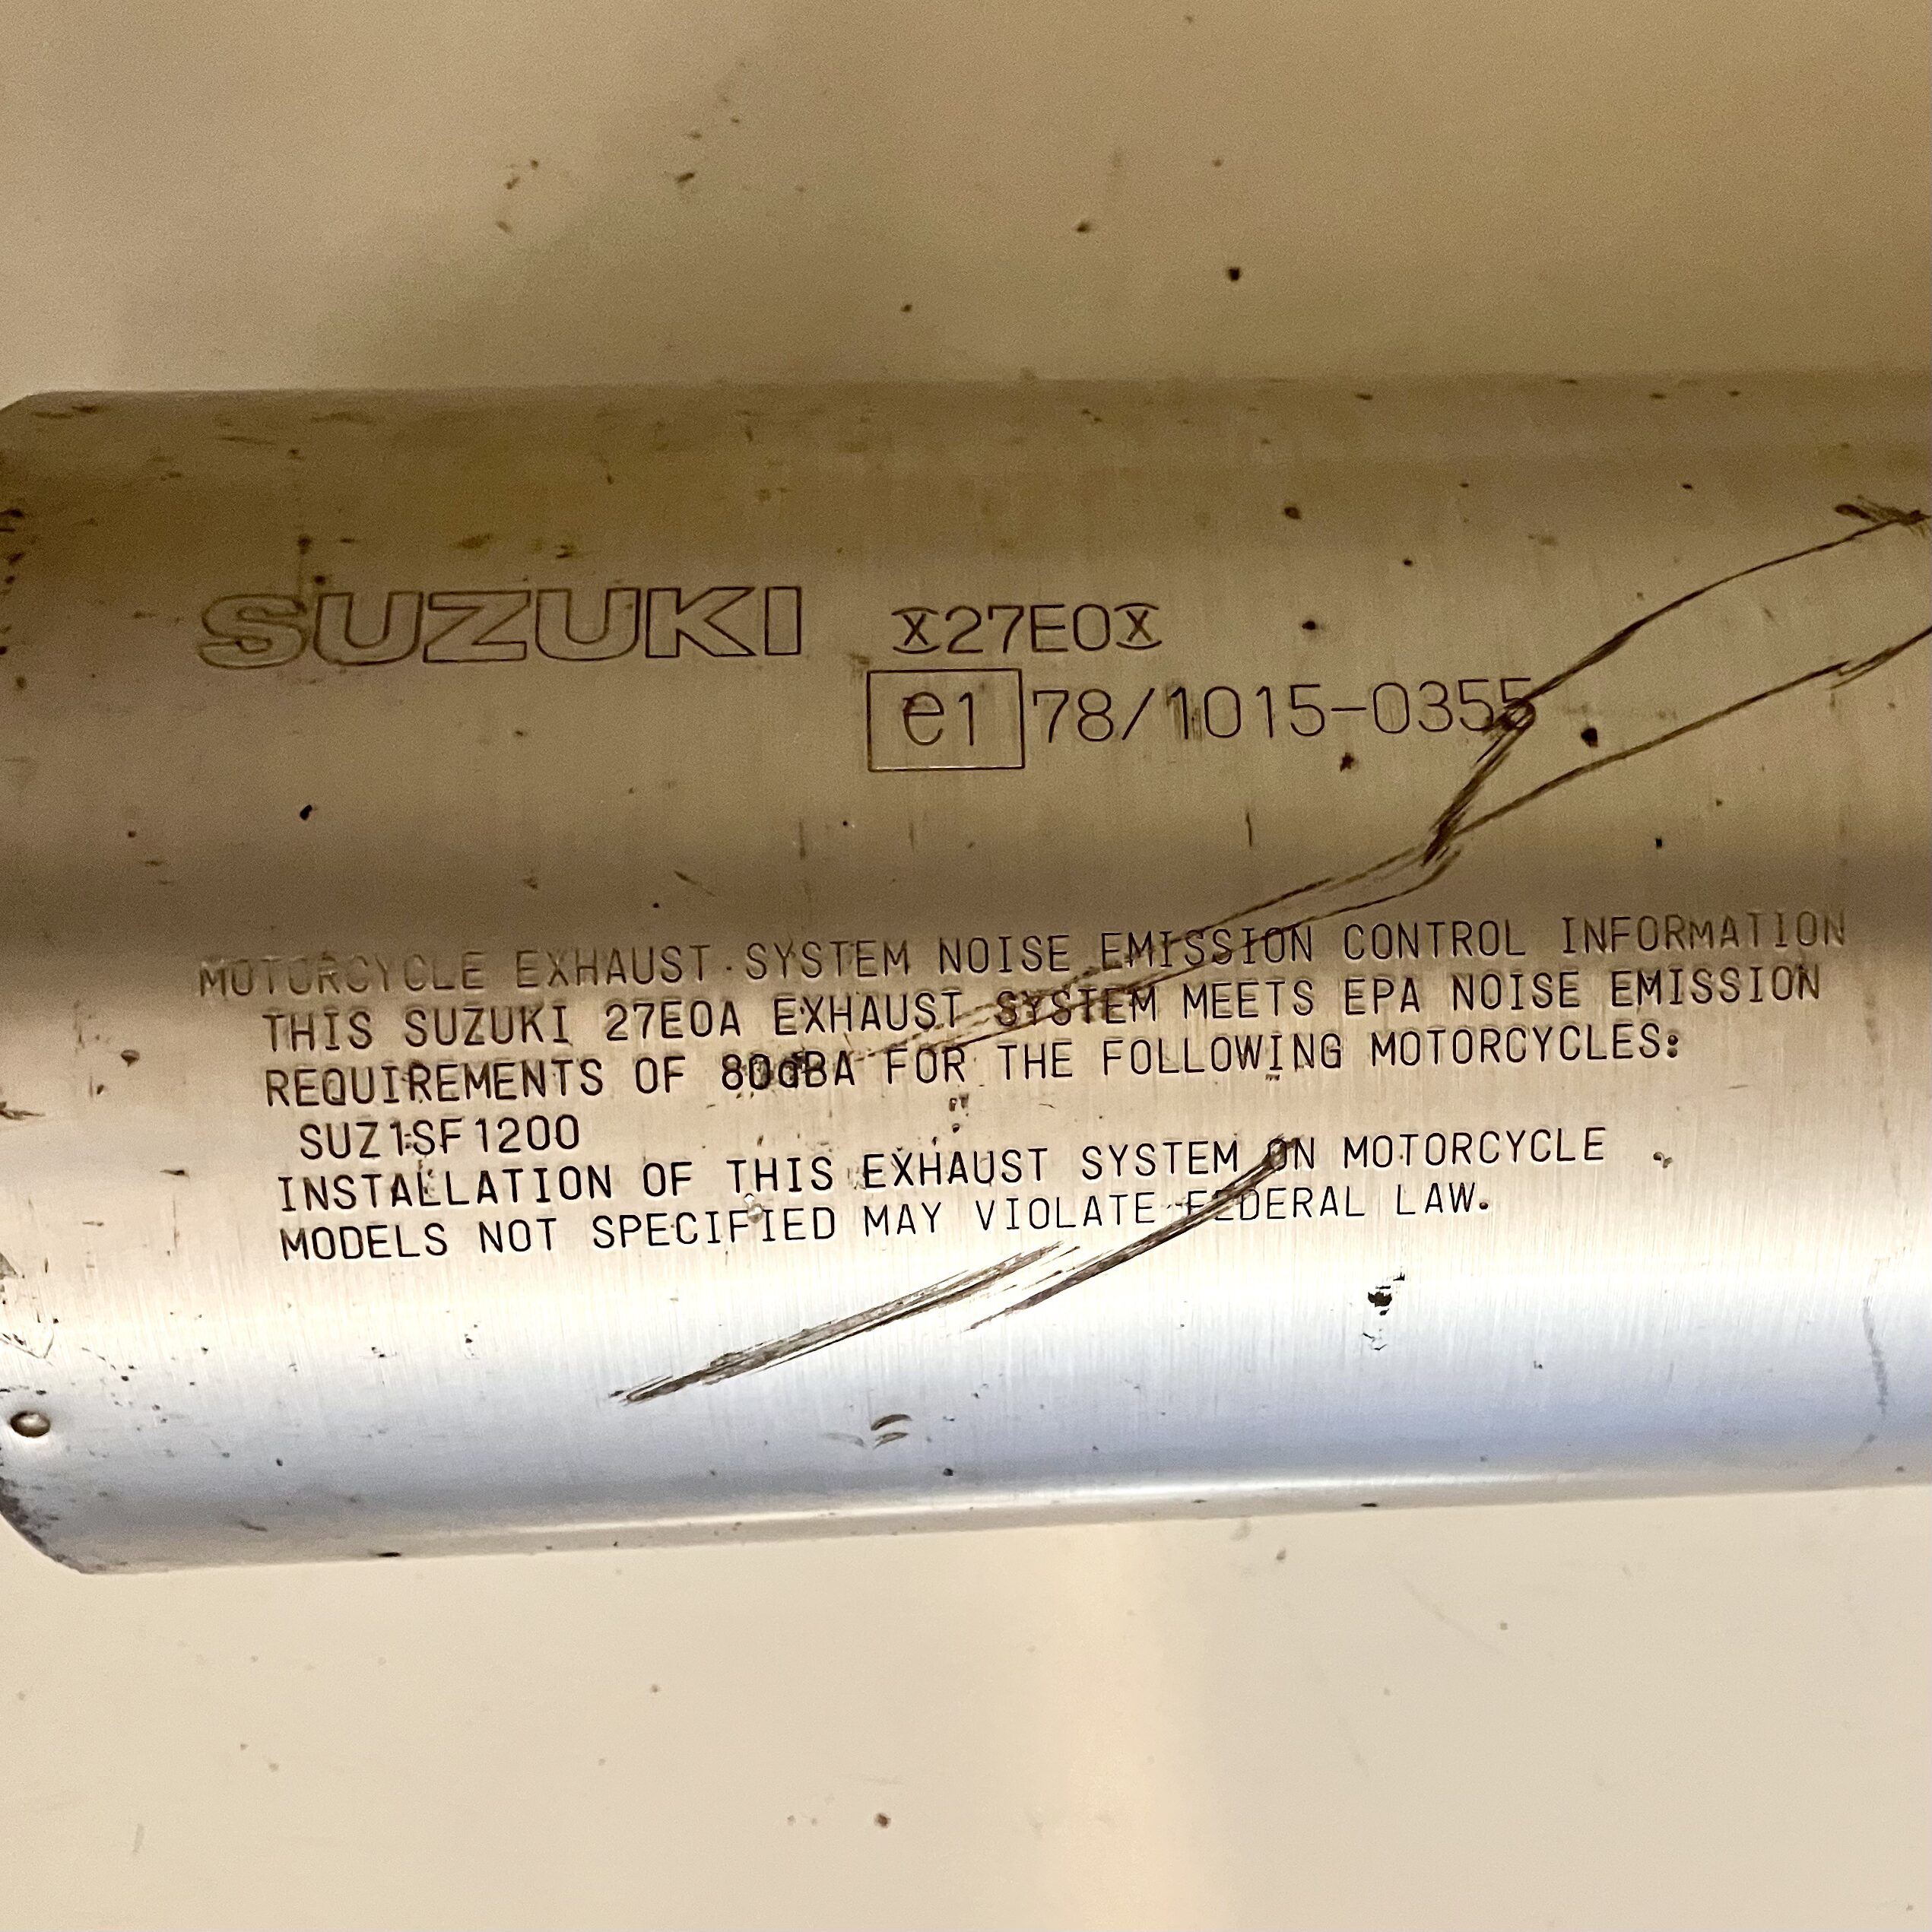 SUZUKI X27E0X
e1 78/1015-0355
MOTORCYCLE EXHAUST SYSTEM NOISE EMISSION CONTROL INFORMATION
THIS SUZUKI 27E0A EXHAUST SYSTEM MEETS EPA NOISE EMISSION
REQUIREMENTS OF 80dBA FOR THE FOLLOWING MOTORCYCLES:
SUZ1SF1200
INSTALLATION OF THIS EXHAUST SYSTEM ON MOTORCYCLE
MODELS NOT SPECIFIED MAY VIOLATE FEDERAL LAW.